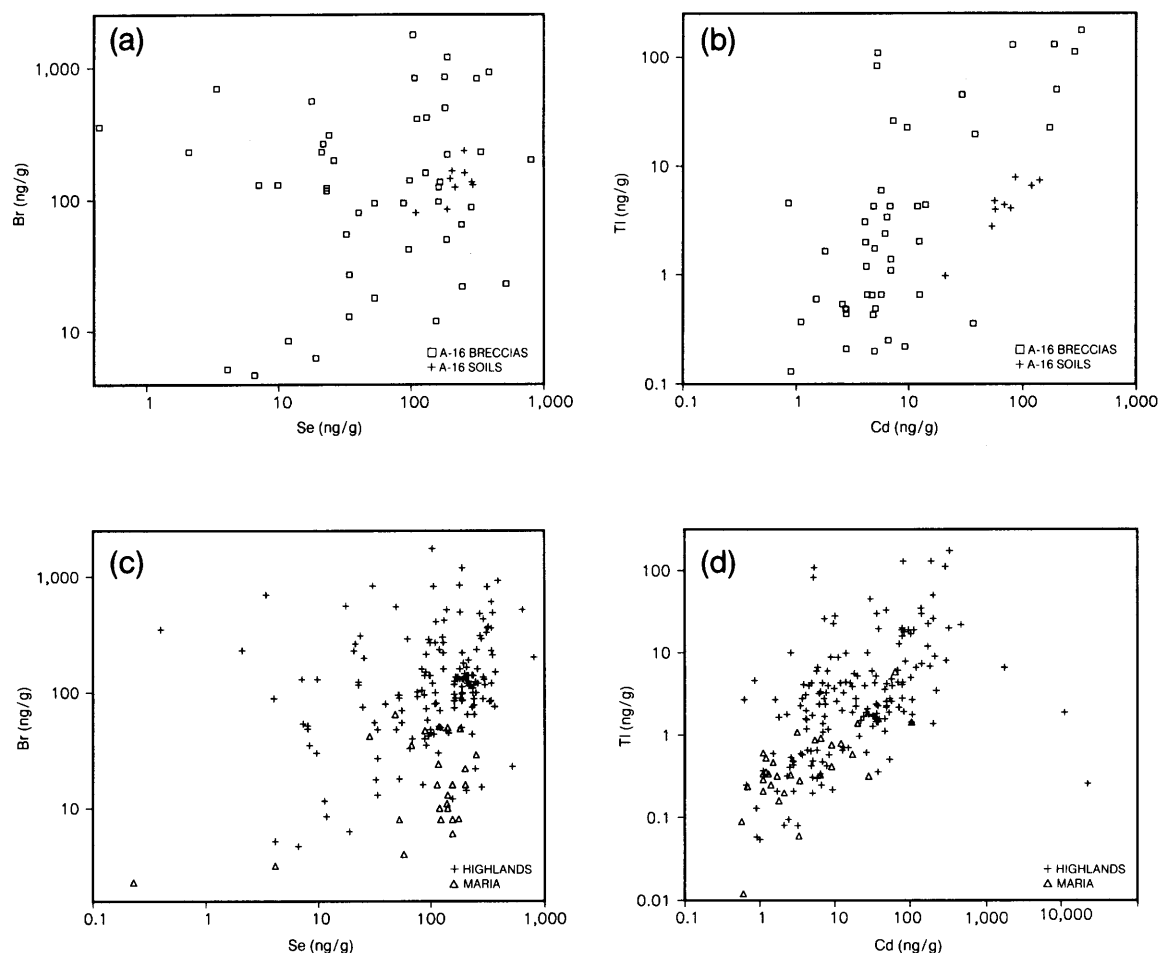 (a)
1,000
100
10
Br (ng/g)
□ A-16 BRECCIAS
+ A-16 SOILS
1 10 100 1,000
Se (ng/g)
(b)
100
10
1
0.1
Tl (ng/g)
□ A-16 BRECCIAS
+ A-16 SOILS
0.1 1 10 100 1,000
Cd (ng/g)
(c)
1,000
100
10
Br (ng/g)
+ HIGHLANDS
△ MARIA
0.1 1 10 100 1,000
Se (ng/g)
(d)
100
10
1
0.1
0.01
Tl (ng/g)
+ HIGHLANDS
△ MARIA
1 10 100 1,000 10,000
Cd (ng/g)